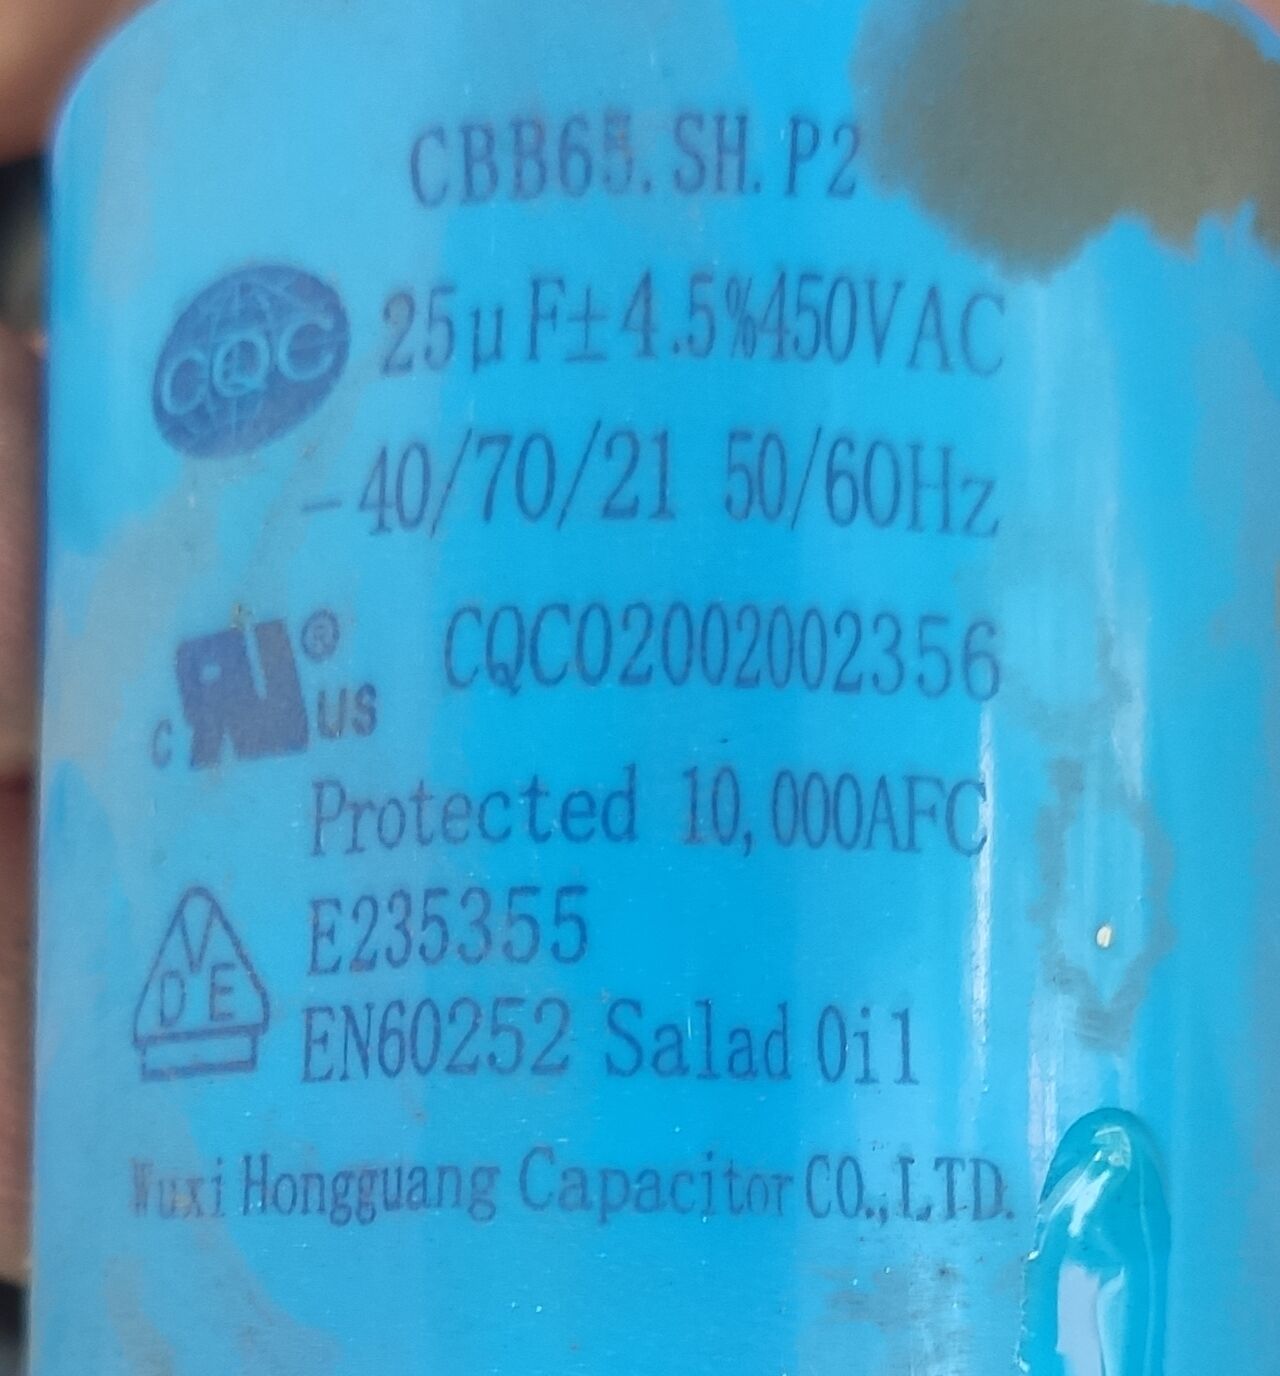 CBB65.SH.P2
CQC 25μF±4.5%450VAC
-40/70/21 50/60Hz
c RU® US CQC02002002356
Protected 10,000AFC
VDE E235355
EN60252 Salad Oil
Wuxi Hongguang Capacitor CO.,LTD.